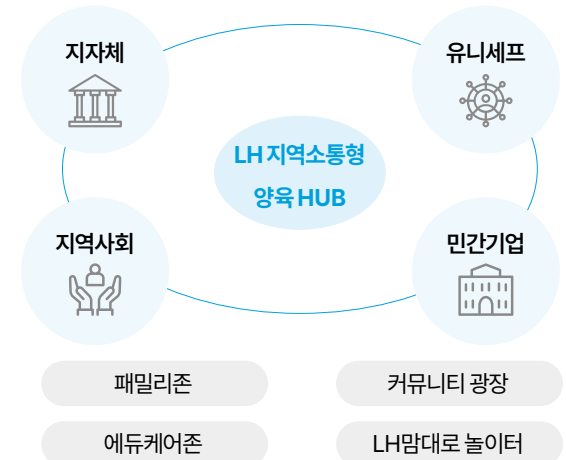 지자체
유니세프
LH 지역소통형
양육 HUB
지역사회
민간기업
패밀리존
커뮤니티 광장
에듀케어존
LH맘대로 놀이터